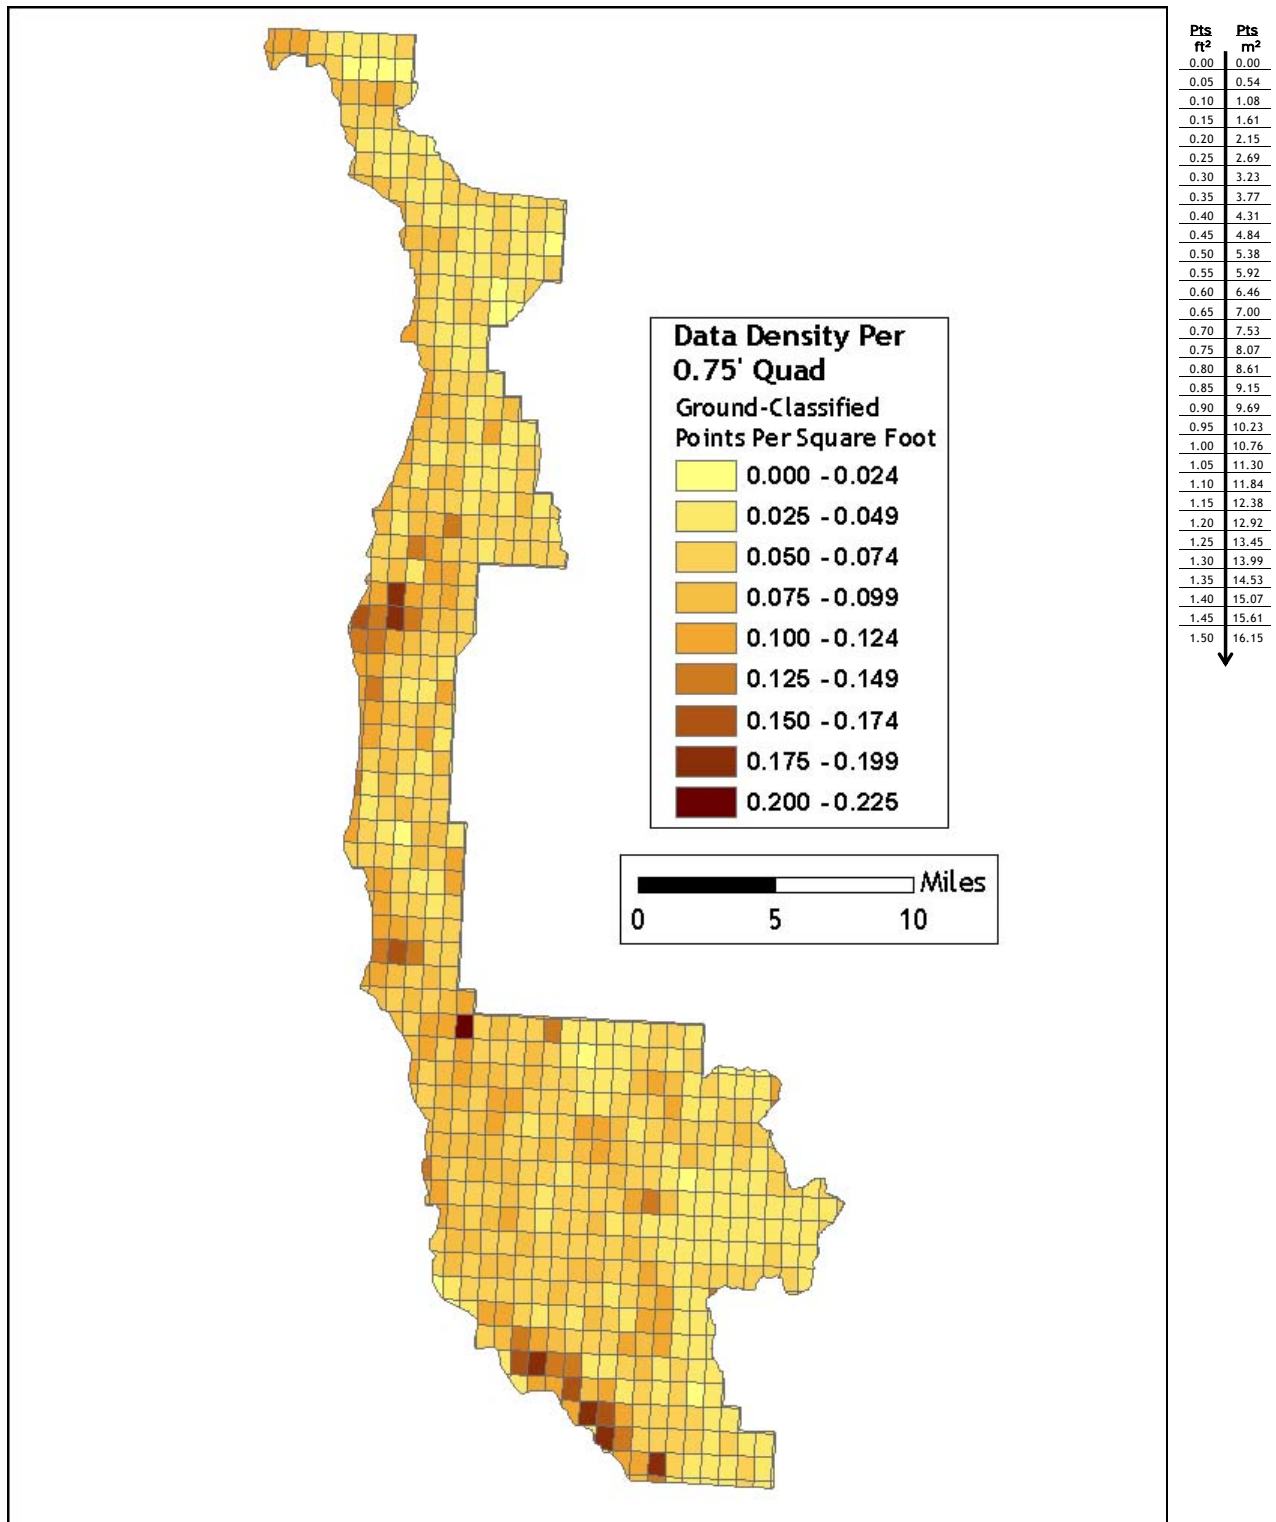 Data Density Per
0.75' Quad
Ground-Classified
Points Per Square Foot
0.000 - 0.024
0.025 - 0.049
0.050 - 0.074
0.075 - 0.099
0.100 - 0.124
0.125 - 0.149
0.150 - 0.174
0.175 - 0.199
0.200 - 0.225
Miles
0 5 10
Pts Pts
ft² m²
0.00 0.00
0.05 0.54
0.10 1.08
0.15 1.61
0.20 2.15
0.25 2.69
0.30 3.23
0.35 3.77
0.40 4.31
0.45 4.84
0.50 5.38
0.55 5.92
0.60 6.46
0.65 7.00
0.70 7.53
0.75 8.07
0.80 8.61
0.85 9.15
0.90 9.69
0.95 10.23
1.00 10.76
1.05 11.30
1.10 11.84
1.15 12.38
1.20 12.92
1.25 13.45
1.30 13.99
1.35 14.53
1.40 15.07
1.45 15.61
1.50 16.15